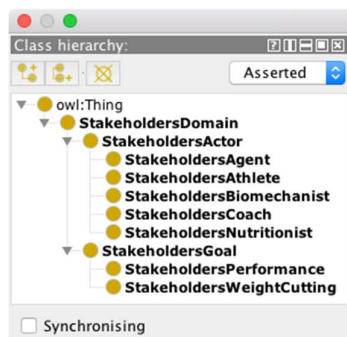 Class hierarchy:
Asserted
owl:Thing
StakeholdersDomain
StakeholdersActor
StakeholdersAgent
StakeholdersAthlete
StakeholdersBiomechanist
StakeholdersCoach
StakeholdersNutritionist
StakeholdersGoal
StakeholdersPerformance
StakeholdersWeightCutting
Synchronising